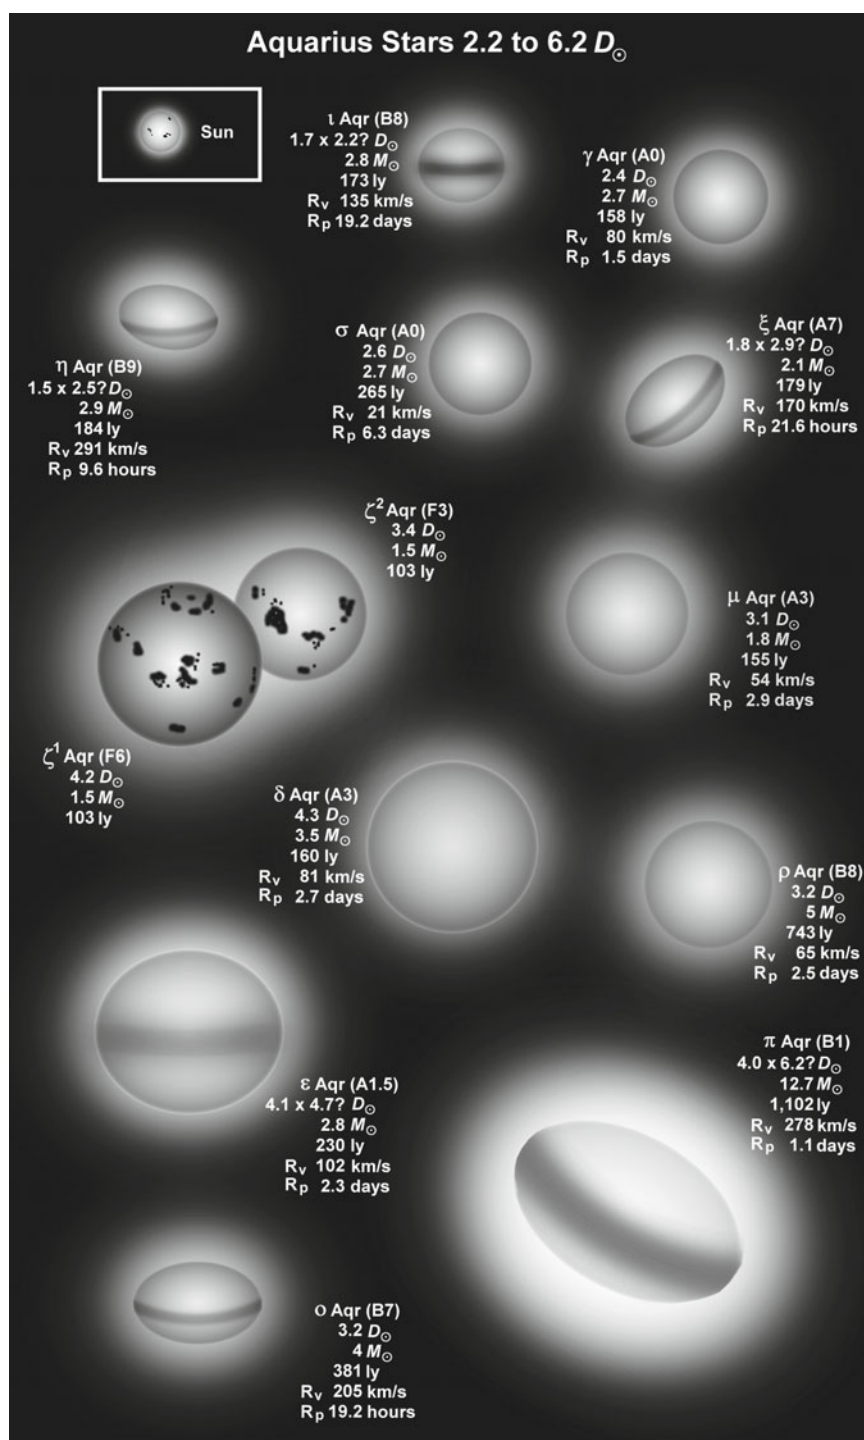 Aquarius Stars 2.2 to 6.2 D☉
Sun
ι Aqr (B8)
1.7 x 2.2? D☉
2.8 M☉
173 ly
Rv 135 km/s
Rp 19.2 days
γ Aqr (A0)
2.4 D☉
2.7 M☉
158 ly
Rv 80 km/s
Rp 1.5 days
η Aqr (B9)
1.5 x 2.5? D☉
2.9 M☉
184 ly
Rv 291 km/s
Rp 9.6 hours
σ Aqr (A0)
2.6 D☉
2.7 M☉
265 ly
Rv 21 km/s
Rp 6.3 days
ξ Aqr (A7)
1.8 x 2.9? D☉
2.1 M☉
179 ly
Rv 170 km/s
Rp 21.6 hours
ζ² Aqr (F3)
3.4 D☉
1.5 M☉
103 ly
μ Aqr (A3)
3.1 D☉
1.8 M☉
155 ly
Rv 54 km/s
Rp 2.9 days
ζ¹ Aqr (F6)
4.2 D☉
1.5 M☉
103 ly
δ Aqr (A3)
4.3 D☉
3.5 M☉
160 ly
Rv 81 km/s
Rp 2.7 days
ρ Aqr (B8)
3.2 D☉
5 M☉
743 ly
Rv 65 km/s
Rp 2.5 days
ε Aqr (A1.5)
4.1 x 4.7? D☉
2.8 M☉
230 ly
Rv 102 km/s
Rp 2.3 days
π Aqr (B1)
4.0 x 6.2? D☉
12.7 M☉
1,102 ly
Rv 278 km/s
Rp 1.1 days
ο Aqr (B7)
3.2 D☉
4 M☉
381 ly
Rv 205 km/s
Rp 19.2 hours